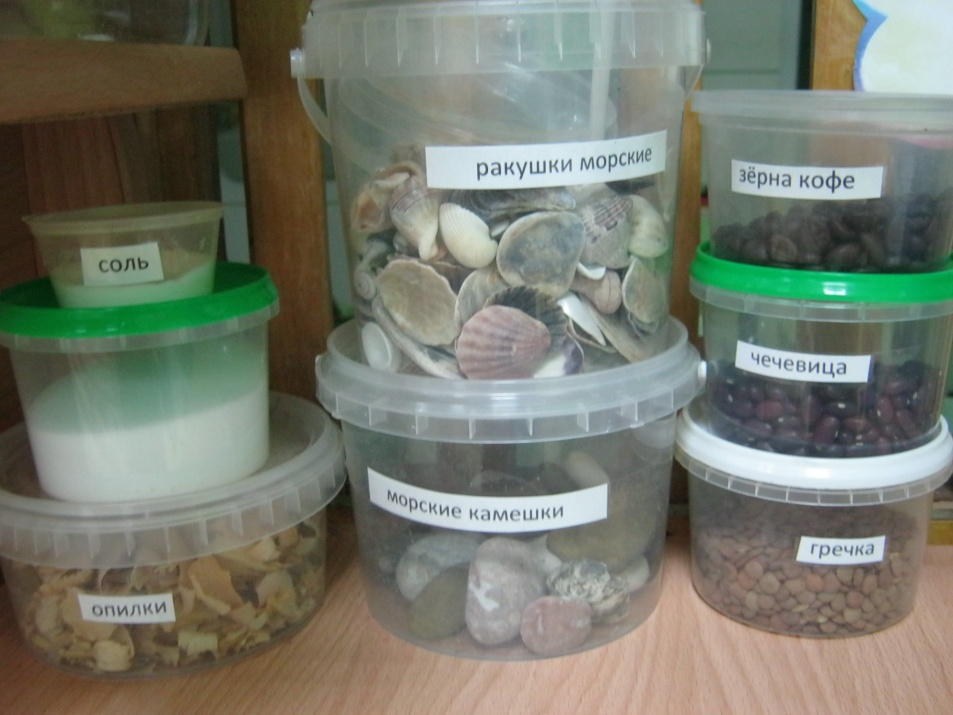 соль
опилки
ракушки морские
морские камешки
зёрна кофе
чечевица
гречка